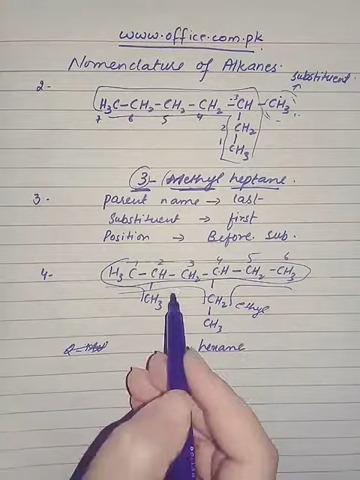 www.office.com.pk
Nomenclature of Alkanes.
substituent
2- H₃C-CH₂-CH₂-CH₂-CH-CH₃
7 6 5 4 3
2 CH₂
1 CH₃
3- Methyl heptane.
3- parent name → last
Substituent → first
Position → Before sub.
1 2 3 4 5 6
4- H₃C-CH-CH₂-CH-CH₂-CH₃
CH₃ CH₂ ethyl
CH₃
hexane